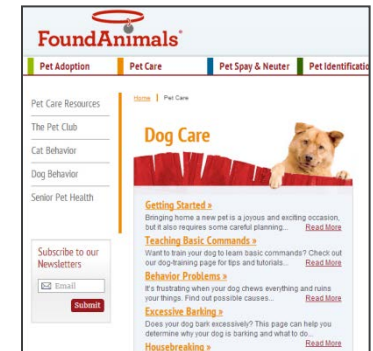 FoundAnimals
Pet Adoption
Pet Care
Pet Spay & Neuter
Pet Identificatio
Home | Pet Care
Pet Care Resources
The Pet Club
Cat Behavior
Dog Behavior
Senior Pet Health
Subscribe to our
Newsletters
Email
Submit
Dog Care
Getting Started »
Bringing home a new pet is a joyous and exciting occasion,
but it also requires some careful planning... Read More
Teaching Basic Commands »
Want to train your dog to learn basic commands? Check out
our dog-training page for tips and tutorials... Read More
Behavior Problems »
It's frustrating when your dog chews everything and ruins
your things. Find out possible causes... Read More
Excessive Barking »
Does your dog bark excessively? This page can help you
determine why your dog is barking and what to do...
Housebreaking » Read More